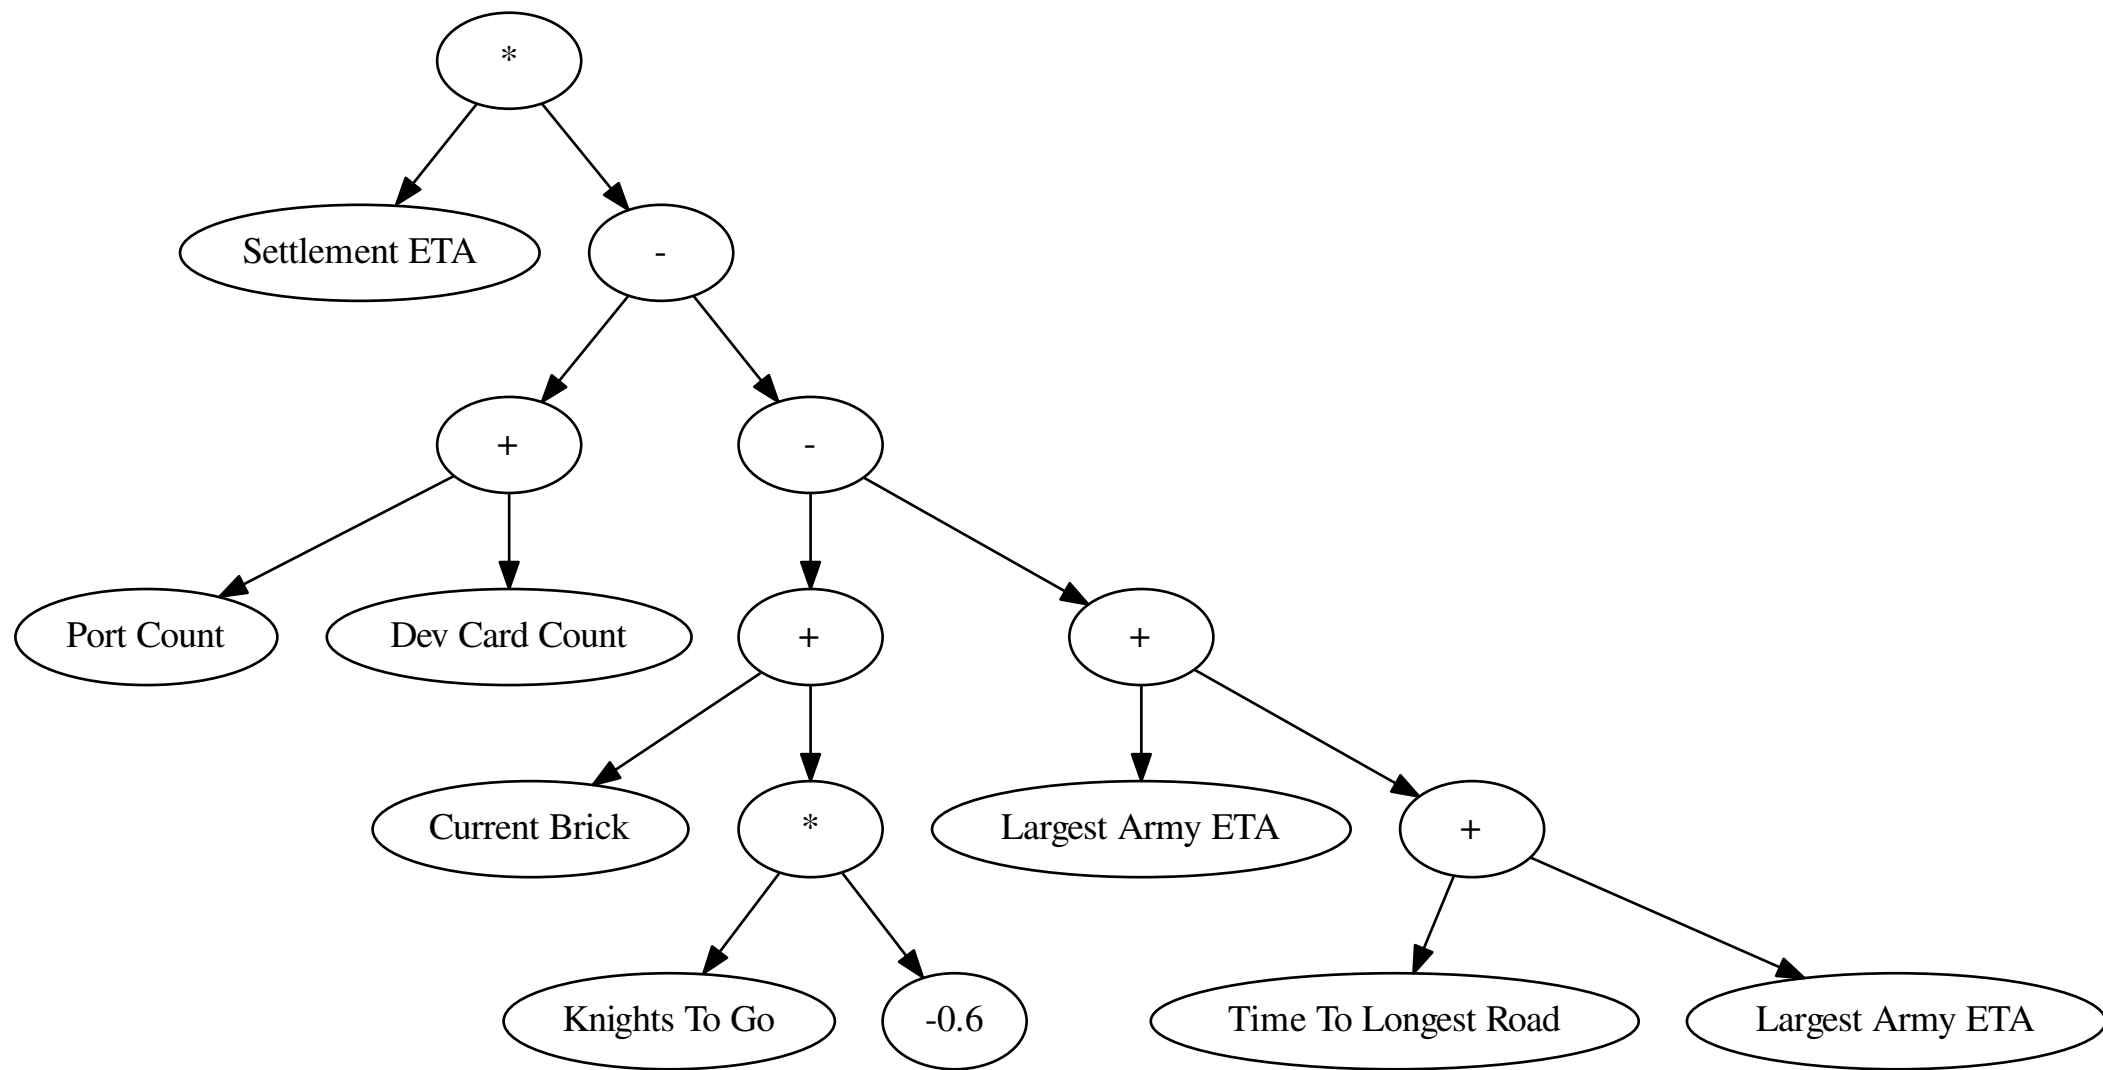 *
Settlement ETA
-
+
-
Port Count
Dev Card Count
+
+
Current Brick
*
Largest Army ETA
+
Knights To Go
-0.6
Time To Longest Road
Largest Army ETA